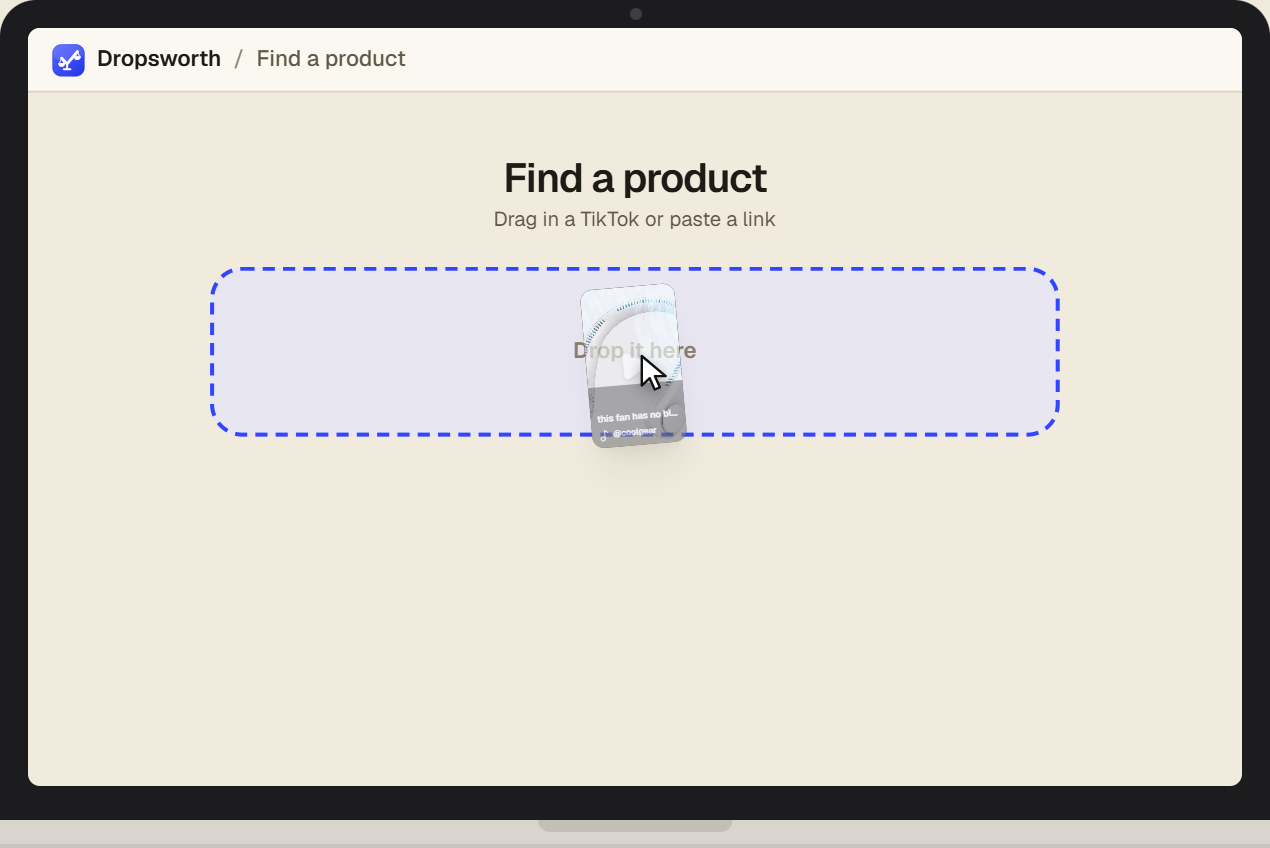 Dropsworth / Find a product
Find a product
Drag in a TikTok or paste a link
Drop it here
this fan has no bl...
@coolgear